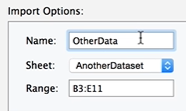 Import Options:
Name: OtherData
Sheet: AnotherDataset
Range: B3:E11